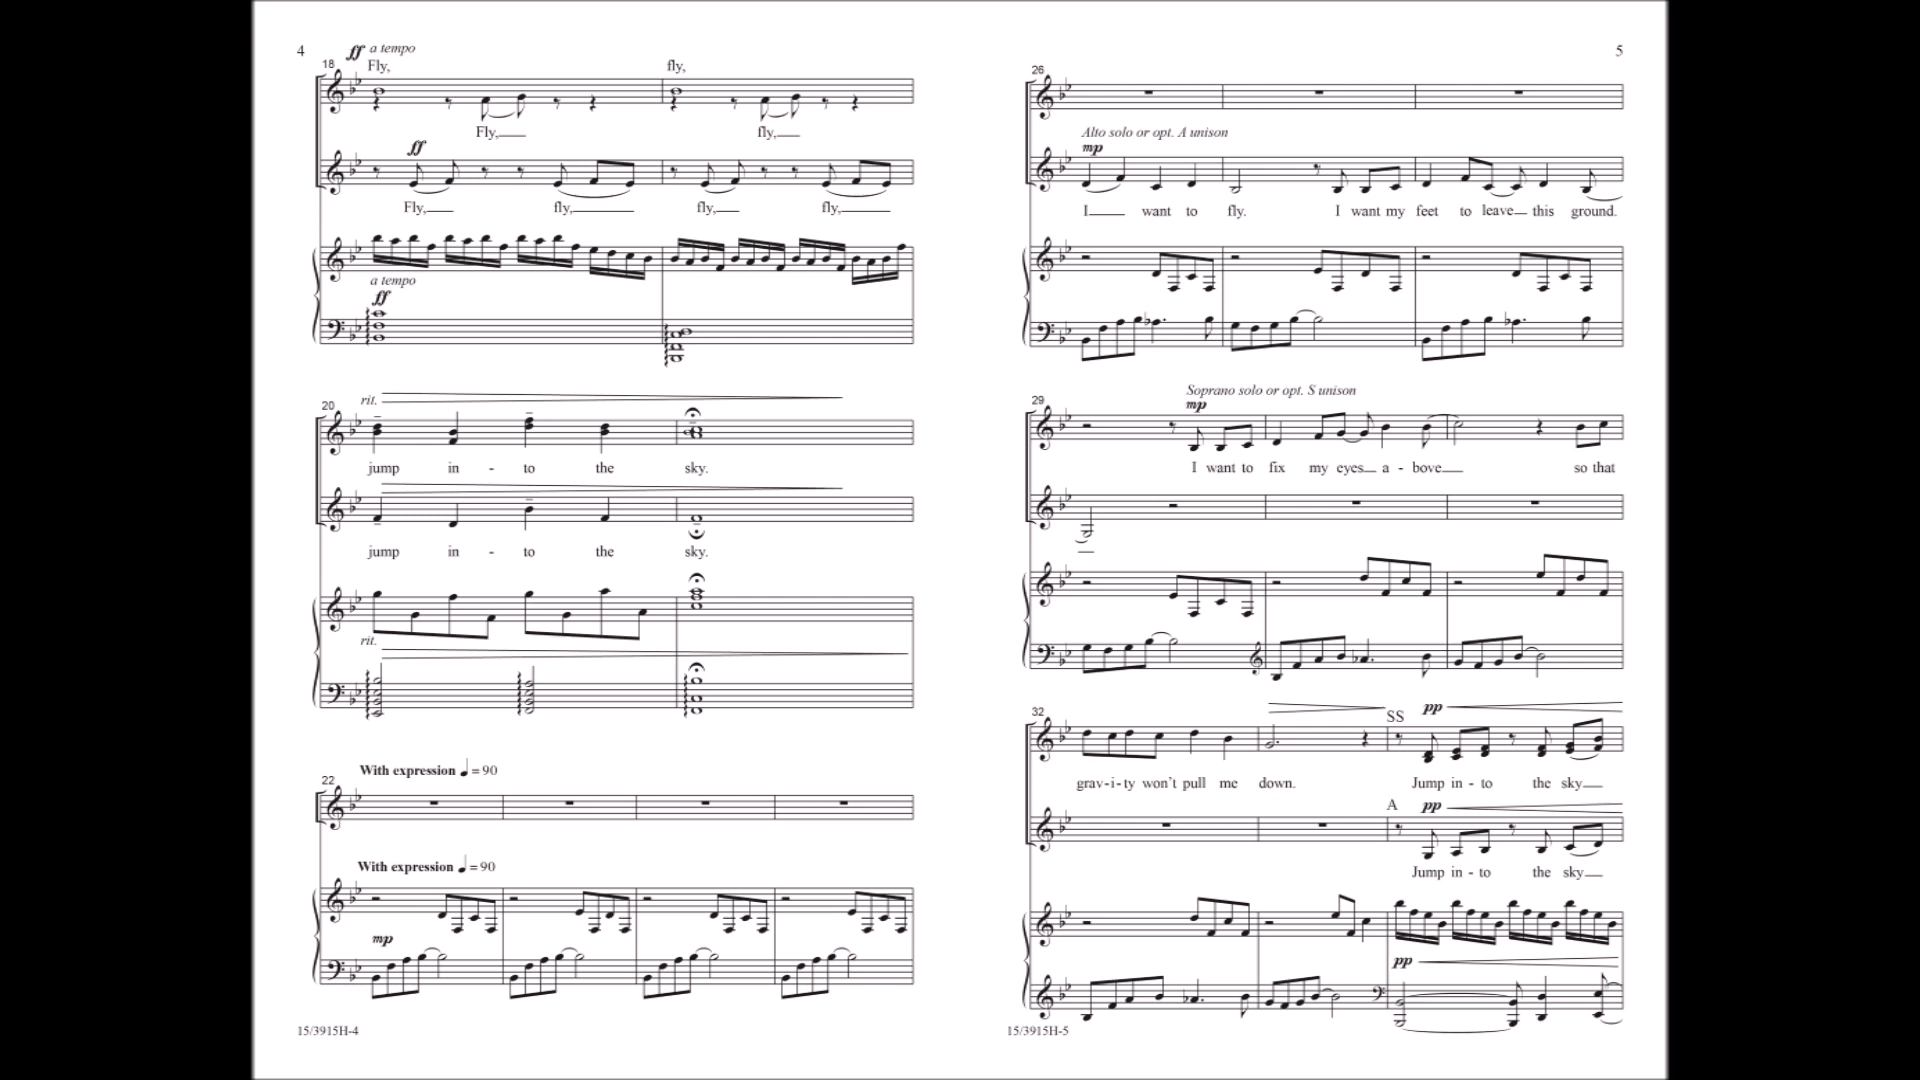 4
ff a tempo
18
Fly, fly,
Fly, fly,
ff
Fly, fly, fly, fly,
a tempo
ff
rit.
20
jump in - to the sky.
jump in - to the sky.
rit.
With expression ♩ = 90
22
With expression ♩ = 90
mp
15/3915H-4
5
26
Alto solo or opt. A unison
mp
I want to fly. I want my feet to leave this ground.
Soprano solo or opt. S unison
29
mp
I want to fix my eyes a - bove so that
32
SS pp
grav-i-ty won't pull me down. Jump in - to the sky
A pp
Jump in - to the sky
pp
15/3915H-5